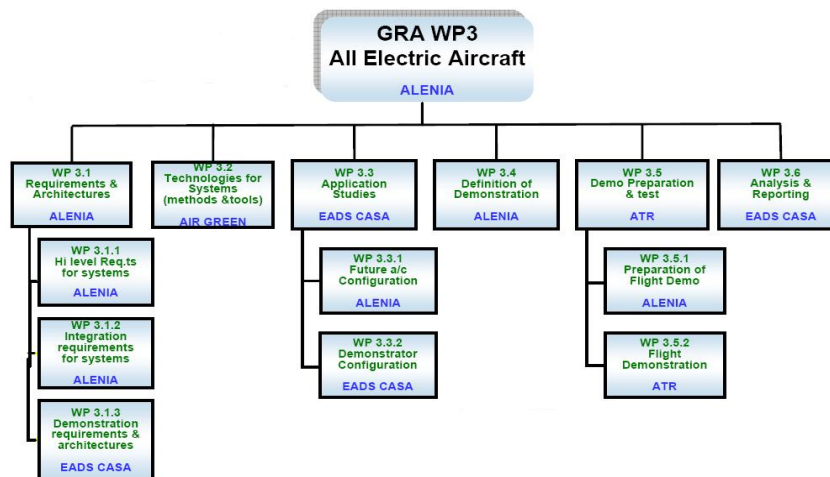 GRA WP3
All Electric Aircraft
ALENIA
WP 3.1
Requirements &
Architectures
ALENIA
WP 3.2
Technologies for
Systems
(methods &tools)
AIR GREEN
WP 3.3
Application
Studies
EADS CASA
WP 3.4
Definition of
Demonstration
ALENIA
WP 3.5
Demo Preparation
& test
ATR
WP 3.6
Analysis &
Reporting
EADS CASA
WP 3.1.1
Hi level Req.ts
for systems
ALENIA
WP 3.1.2
Integration
requirements
for systems
ALENIA
WP 3.1.3
Demonstration
requirements &
architectures
EADS CASA
WP 3.3.1
Future a/c
Configuration
ALENIA
WP 3.3.2
Demonstrator
Configuration
EADS CASA
WP 3.5.1
Preparation of
Flight Demo
ALENIA
WP 3.5.2
Flight
Demonstration
ATR